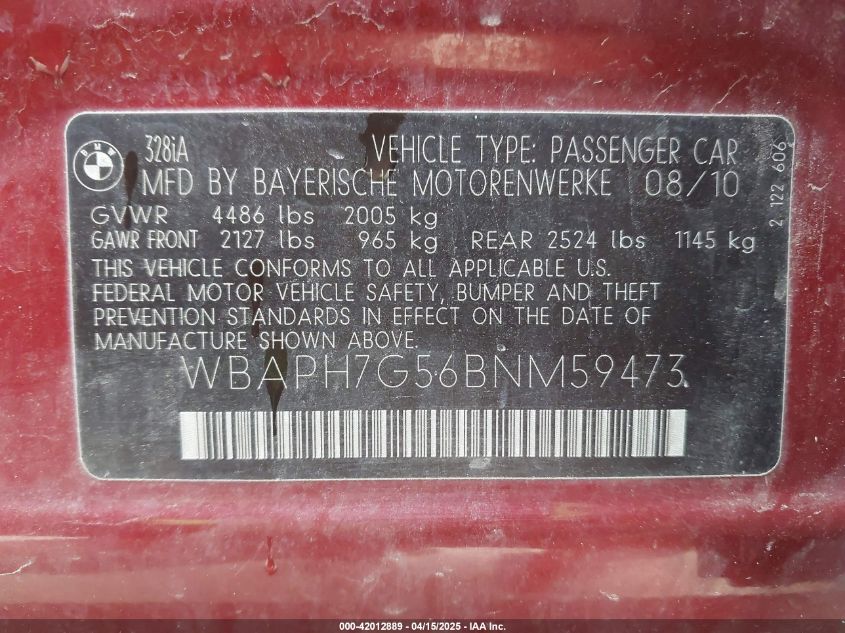 BMW
328iA VEHICLE TYPE: PASSENGER CAR
MFD BY BAYERISCHE MOTORENWERKE 08/10
GVWR 4486 lbs 2005 kg
GAWR FRONT 2127 lbs 965 kg REAR 2524 lbs 1145 kg
THIS VEHICLE CONFORMS TO ALL APPLICABLE U.S.
FEDERAL MOTOR VEHICLE SAFETY, BUMPER AND THEFT
PREVENTION STANDARDS IN EFFECT ON THE DATE OF
MANUFACTURE SHOWN ABOVE.
WBAPH7G56BNM59473
2 122 606
000-42012889 - 04/15/2025 - IAA Inc.